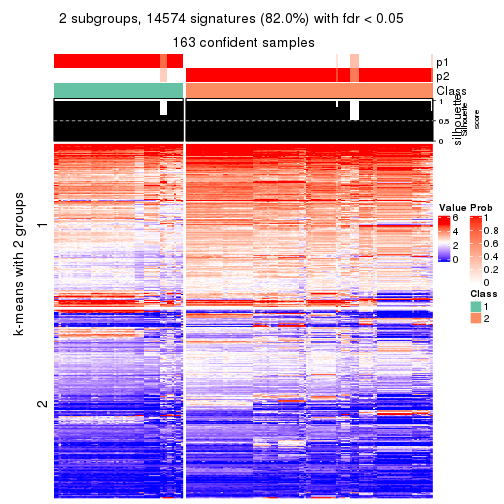 2 subgroups, 14574 signatures (82.0%) with fdr < 0.05
163 confident samples
p1
p2
Class
1
0.5
0
silhouette
Silhouette
score
k-means with 2 groups
1
2
Value
6
4
2
0
Prob
1
0.8
0.6
0.4
0.2
0
Class
1
2